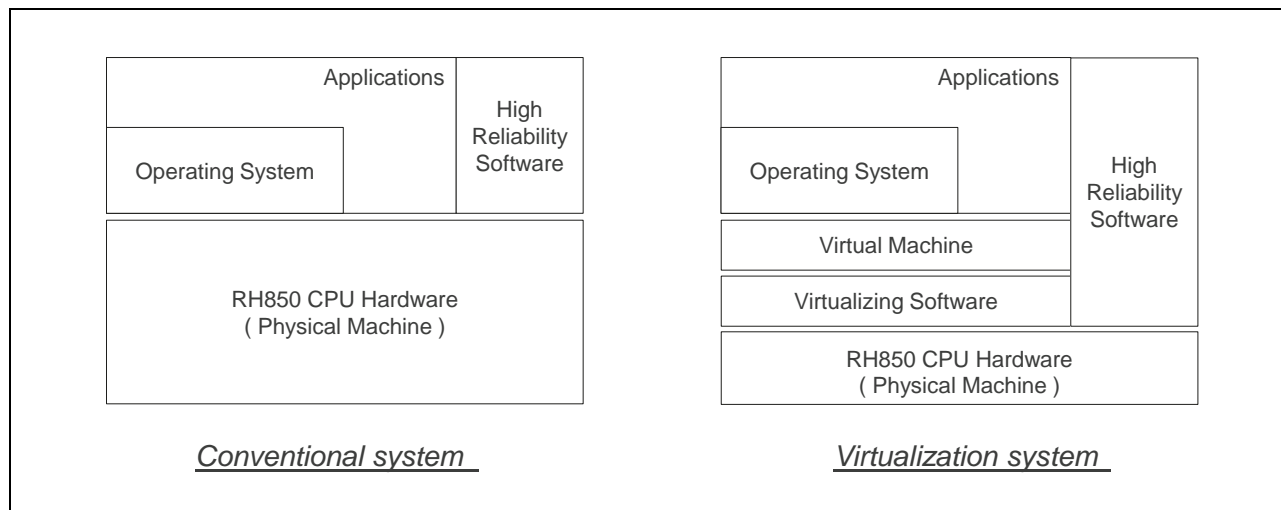 Applications
High
Reliability
Software
Operating System
RH850 CPU Hardware
( Physical Machine )
Conventional system
Applications
Operating System
High
Reliability
Software
Virtual Machine
Virtualizing Software
RH850 CPU Hardware
( Physical Machine )
Virtualization system